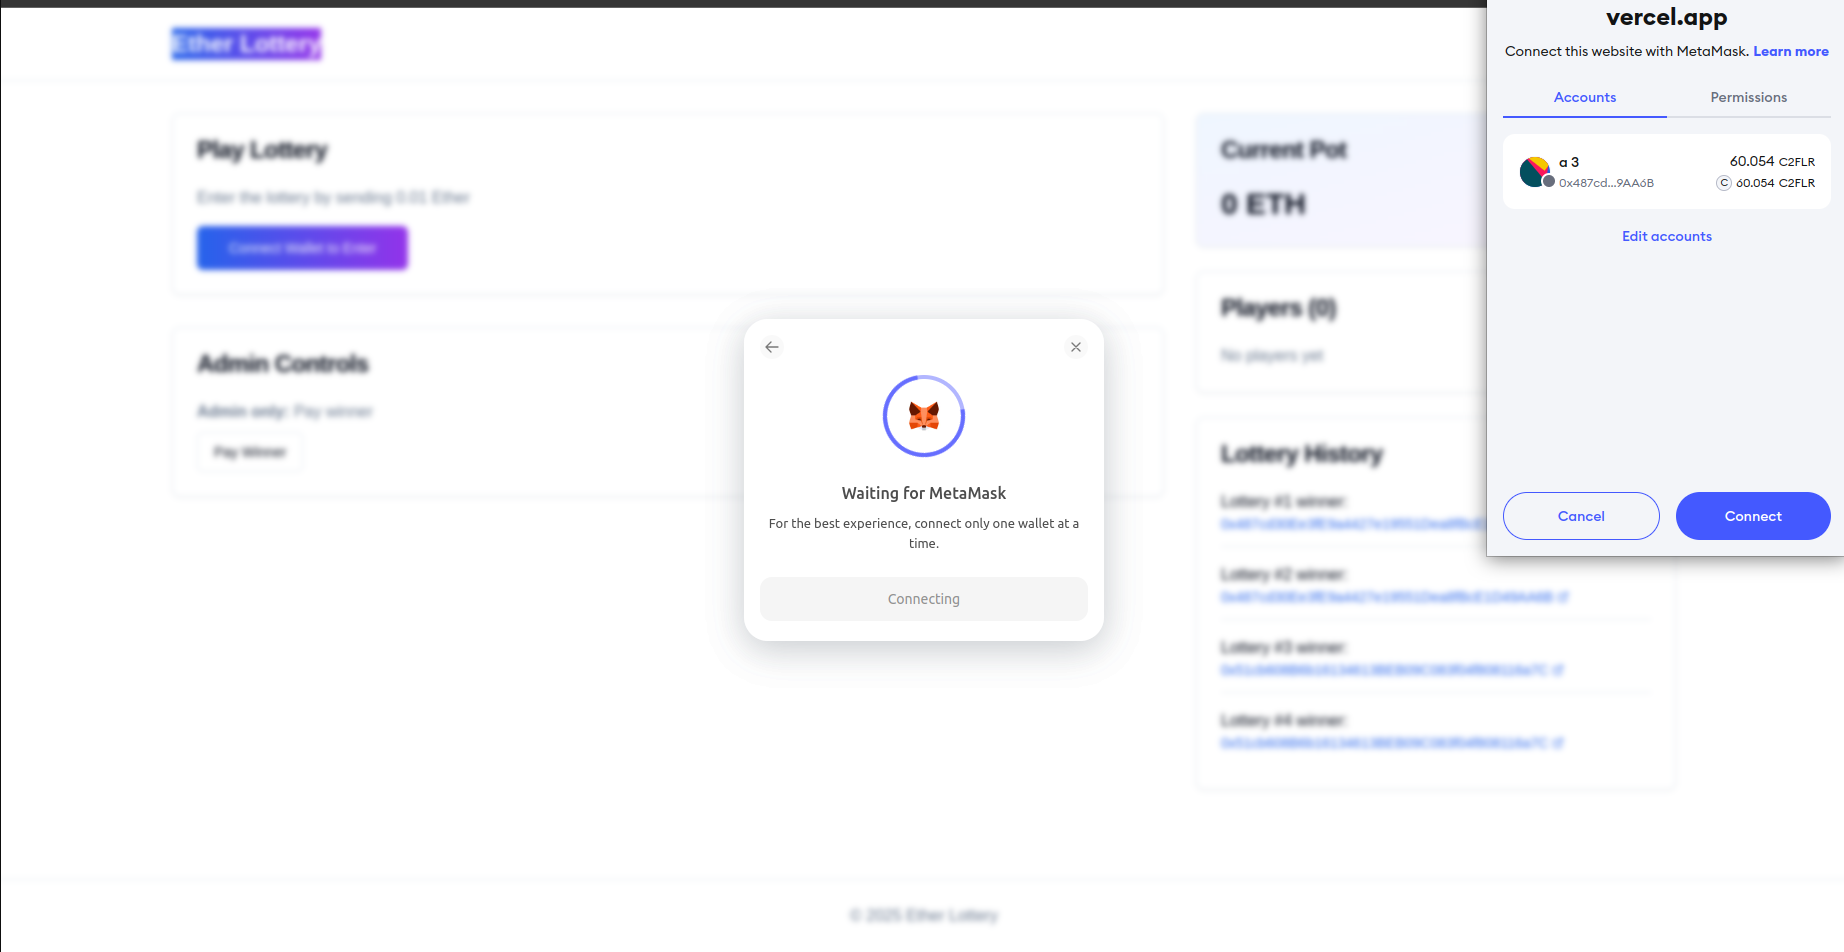 Ether Lottery
Play Lottery
Enter the lottery by sending 0.01 Ether
Connect Wallet to Enter
Admin Controls
Admin only: Pay winner
Pay Winner
Current Pot
0 ETH
Players (0)
No players yet
Lottery History
Lottery #1 winner:
Lottery #2 winner:
Lottery #3 winner:
Lottery #4 winner:
Waiting for MetaMask
For the best experience, connect only one wallet at a
time.
Connecting
vercel.app
Connect this website with MetaMask. Learn more
Accounts
Permissions
a 3
60.054 C2FLR
0x487cd...9AA6B
C 60.054 C2FLR
Edit accounts
Cancel
Connect
© 2025 Ether Lottery